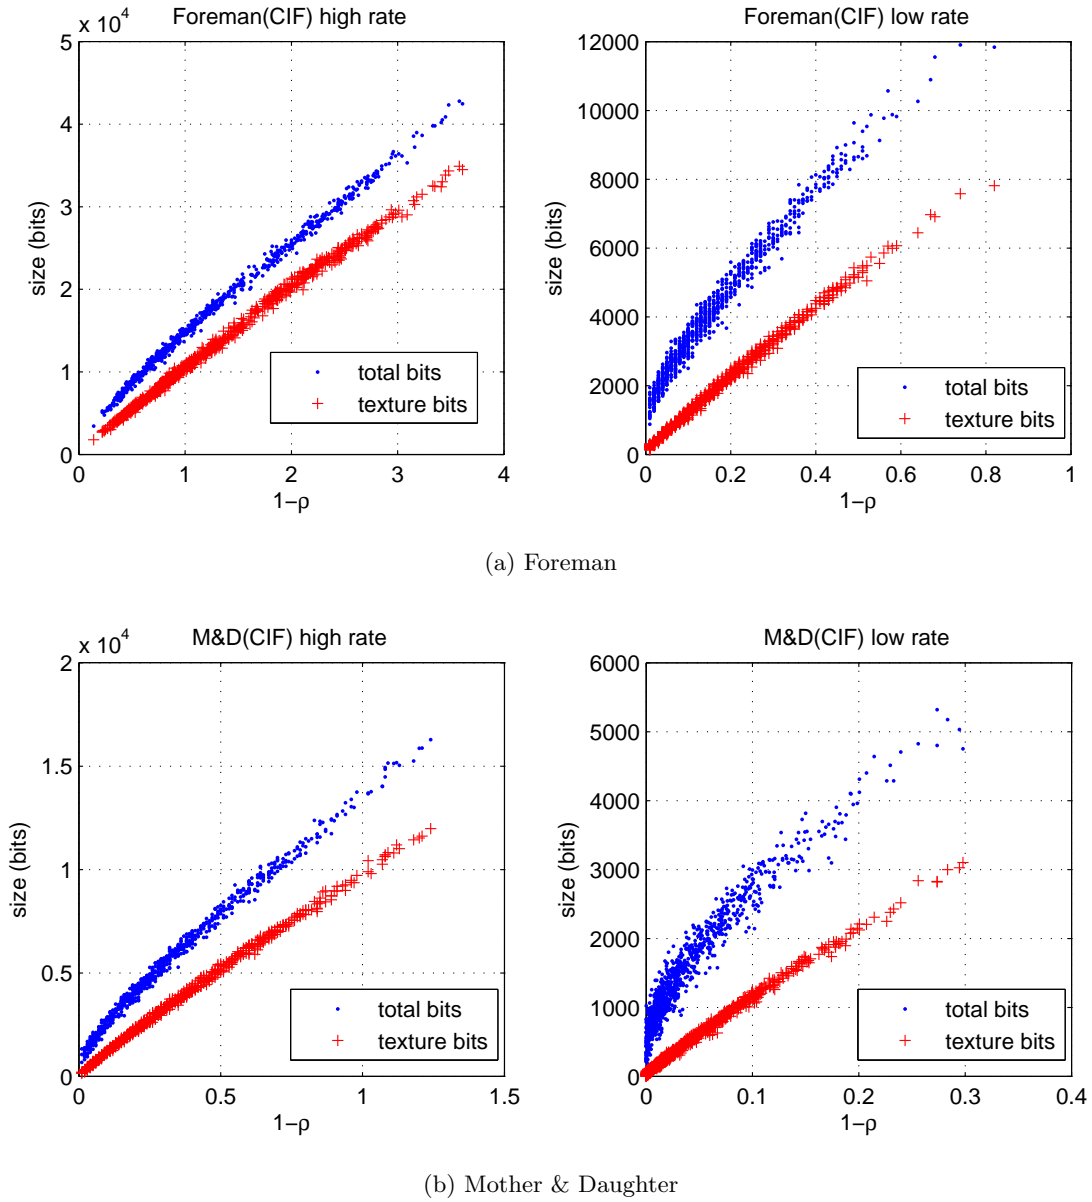 Foreman(CIF) high rate
x 10^4
5
4
3
2
1
0
size (bits)
total bits
texture bits
1 2 3 4
1−ρ
Foreman(CIF) low rate
12000
10000
8000
6000
4000
2000
0
size (bits)
total bits
texture bits
0 0.2 0.4 0.6 0.8 1
1−ρ
(a) Foreman
M&D(CIF) high rate
x 10^4
2
1.5
1
0.5
0
size (bits)
total bits
texture bits
0 0.5 1 1.5
1−ρ
M&D(CIF) low rate
6000
5000
4000
3000
2000
1000
0
size (bits)
total bits
texture bits
0 0.1 0.2 0.3 0.4
1−ρ
(b) Mother & Daughter